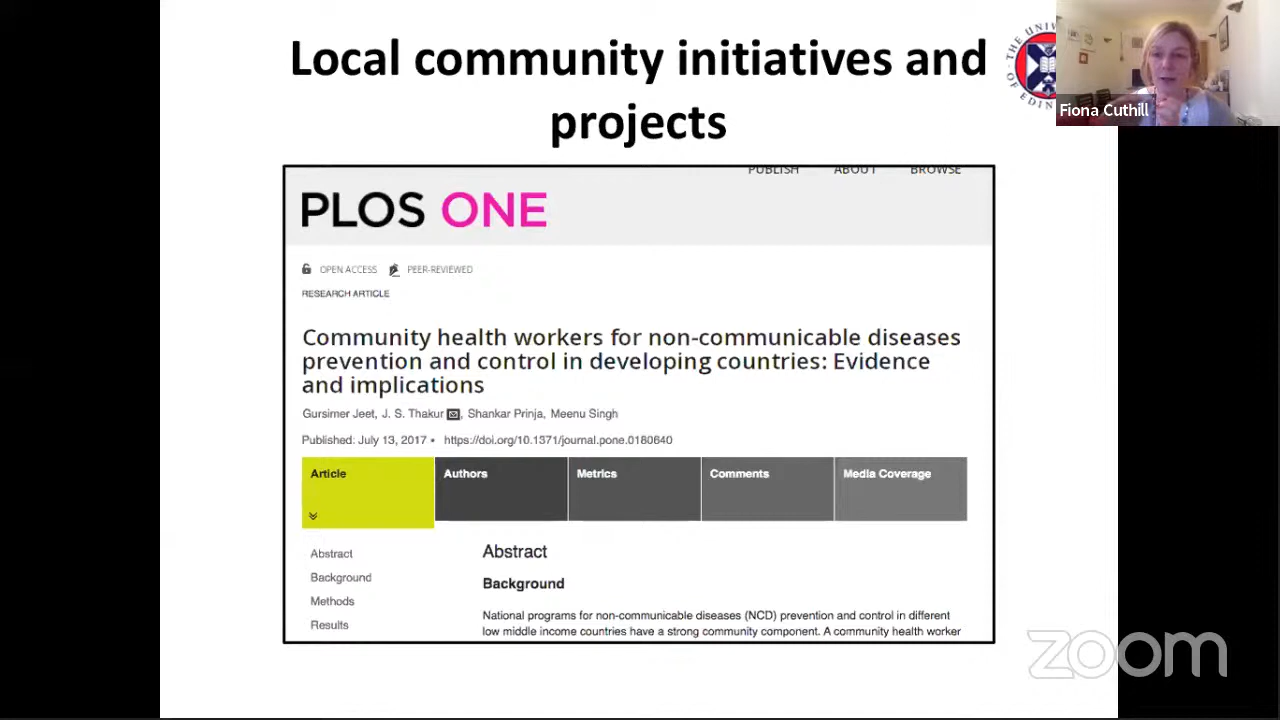 Local community initiatives and
projects
THE UNIV
OF EDIN
Fiona Cuthill
PUBLISH ABOUT BROWSE
PLOS ONE
OPEN ACCESS PEER-REVIEWED
RESEARCH ARTICLE
Community health workers for non-communicable diseases
prevention and control in developing countries: Evidence
and implications
Gursimer Jeet, J. S. Thakur , Shankar Prinja, Meenu Singh
Published: July 13, 2017 • https://doi.org/10.1371/journal.pone.0180640
Article Authors Metrics Comments Media Coverage
Abstract
Background
Methods
Results
Abstract
Background
National programs for non-communicable diseases (NCD) prevention and control in different
low middle income countries have a strong community component. A community health worker
zoom